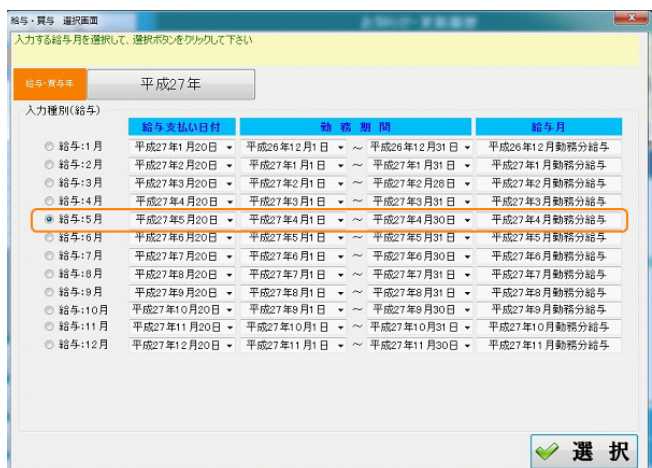 給与・賞与 選択画面
入力する給与月を選択して、選択ボタンをクリックして下さい
給与・賞与年 平成27年
入力種別(給与)
給与支払い日付 勤務期間 給与月
給与:1月 平成27年1月20日 平成26年12月1日 ～ 平成26年12月31日 平成26年12月勤務分給与
給与:2月 平成27年2月20日 平成27年1月1日 ～ 平成27年1月31日 平成27年1月勤務分給与
給与:3月 平成27年3月20日 平成27年2月1日 ～ 平成27年2月28日 平成27年2月勤務分給与
給与:4月 平成27年4月20日 平成27年3月1日 ～ 平成27年3月31日 平成27年3月勤務分給与
給与:5月 平成27年5月20日 平成27年4月1日 ～ 平成27年4月30日 平成27年4月勤務分給与
給与:6月 平成27年6月20日 平成27年5月1日 ～ 平成27年5月31日 平成27年5月勤務分給与
給与:7月 平成27年7月20日 平成27年6月1日 ～ 平成27年6月30日 平成27年6月勤務分給与
給与:8月 平成27年8月20日 平成27年7月1日 ～ 平成27年7月31日 平成27年7月勤務分給与
給与:9月 平成27年9月20日 平成27年8月1日 ～ 平成27年8月31日 平成27年8月勤務分給与
給与:10月 平成27年10月20日 平成27年9月1日 ～ 平成27年9月30日 平成27年9月勤務分給与
給与:11月 平成27年11月20日 平成27年10月1日 ～ 平成27年10月31日 平成27年10月勤務分給与
給与:12月 平成27年12月20日 平成27年11月1日 ～ 平成27年11月30日 平成27年11月勤務分給与
選択